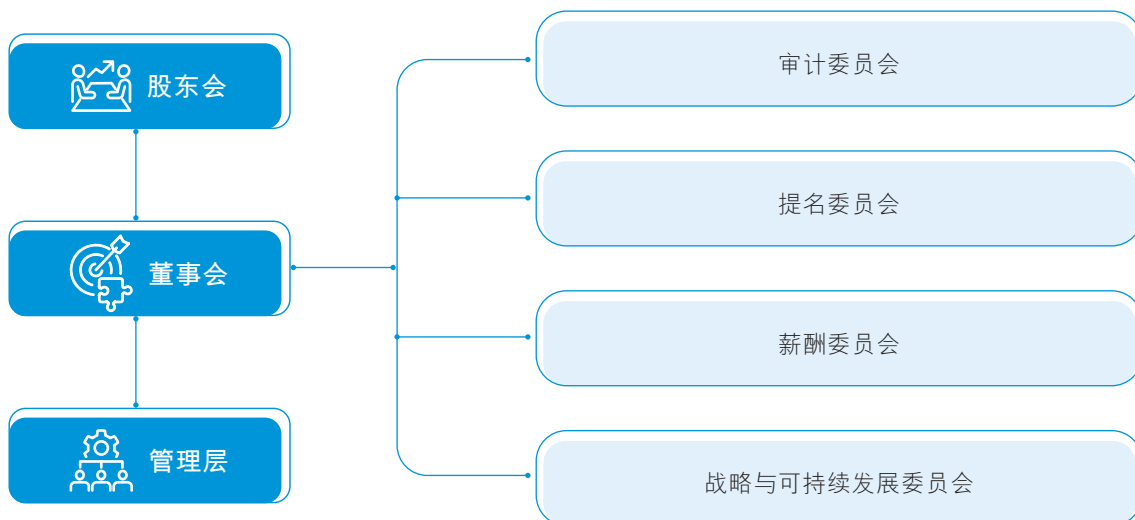 股东会
董事会
管理层
审计委员会
提名委员会
薪酬委员会
战略与可持续发展委员会